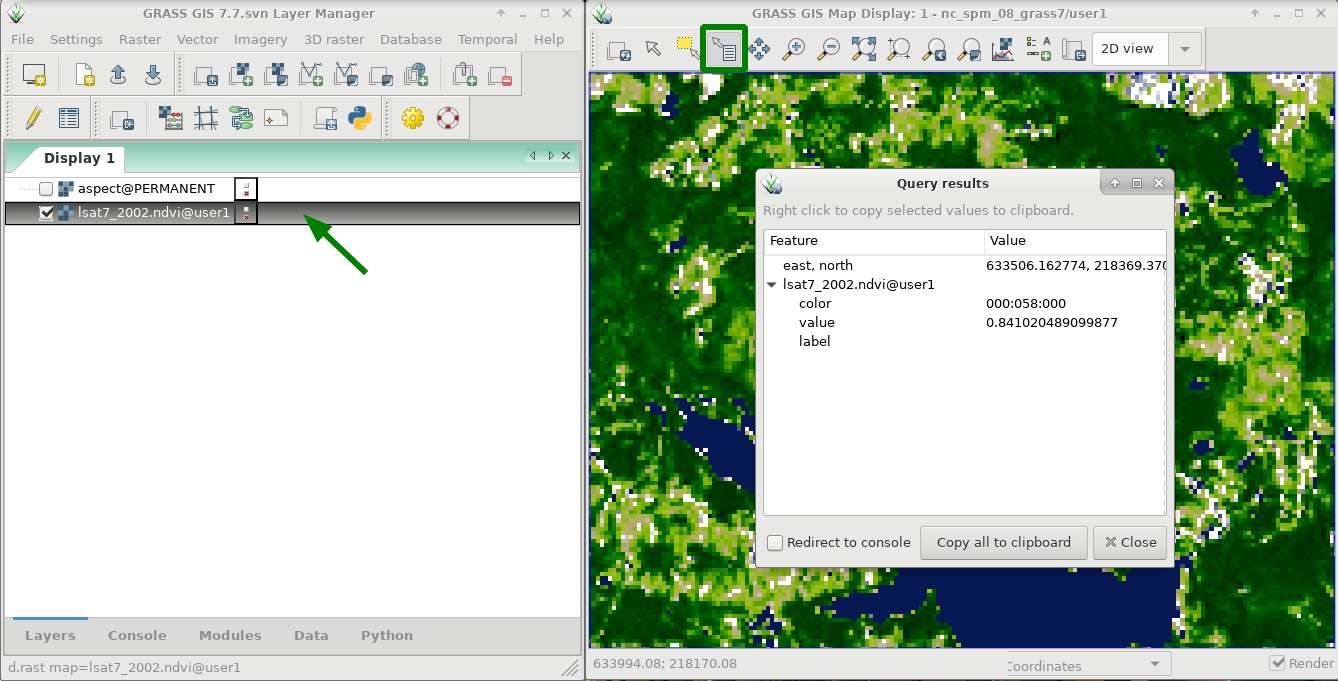 GRASS GIS 7.7.svn Layer Manager
File Settings Raster Vector Imagery 3D raster Database Temporal Help
Display 1
aspect@PERMANENT
lsat7_2002.ndvi@user1
Layers Console Modules Data Python
d.rast map=lsat7_2002.ndvi@user1
GRASS GIS Map Display: 1 - nc_spm_08_grass7/user1
2D view
Query results
Right click to copy selected values to clipboard.
Feature Value
east, north 633506.162774, 218369.370
lsat7_2002.ndvi@user1
color 000:058:000
value 0.841020489099877
label
Redirect to console Copy all to clipboard Close
633994.08; 218170.08 Coordinates Render